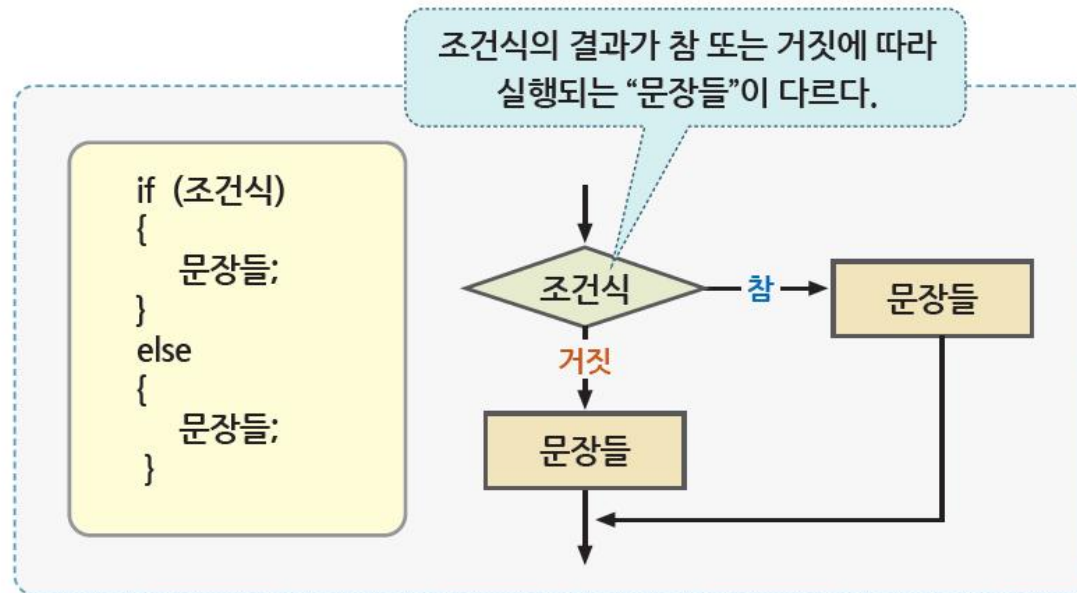 조건식의 결과가 참 또는 거짓에 따라
실행되는 “문장들”이 다르다.
if (조건식)
{
문장들;
}
else
{
문장들;
}
조건식
참
문장들
거짓
문장들